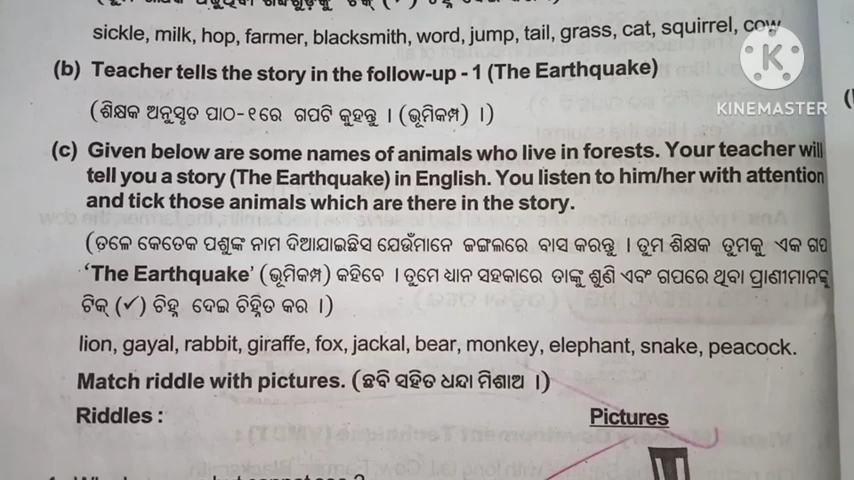 sickle, milk, hop, farmer, blacksmith, word, jump, tail, grass, cat, squirrel, cow
KINEMASTER
(b) Teacher tells the story in the follow-up - 1 (The Earthquake)
(ଶିକ୍ଷକ ଅନୁସୃତ ପାଠ-୧ରେ ଗପଟି କୁହନ୍ତୁ । (ଭୂମିକମ୍ପ) ।)
(c) Given below are some names of animals who live in forests. Your teacher will
tell you a story (The Earthquake) in English. You listen to him/her with attention
and tick those animals which are there in the story.
(ତଳେ କେତେକ ପଶୁଙ୍କ ନାମ ଦିଆଯାଇଛିସ ଯେଉଁମାନେ ଜଙ୍ଗଲରେ ବାସ କରନ୍ତୁ । ତୁମ ଶିକ୍ଷକ ତୁମକୁ ଏକ ଗପ
'The Earthquake' (ଭୂମିକମ୍ପ) କହିବେ । ତୁମେ ଧ୍ୟାନ ସହକାରେ ତାଙ୍କୁ ଶୁଣି ଏବଂ ଗପରେ ଥିବା ପ୍ରାଣୀମାନଙ୍କୁ
ଟିକ୍ (✓) ଚିହ୍ନ ଦେଇ ଚିହ୍ନିତ କର ।)
lion, gayal, rabbit, giraffe, fox, jackal, bear, monkey, elephant, snake, peacock.
Match riddle with pictures. (ଛବି ସହିତ ଧନ୍ଦା ମିଶାଅ ।)
Riddles : Pictures